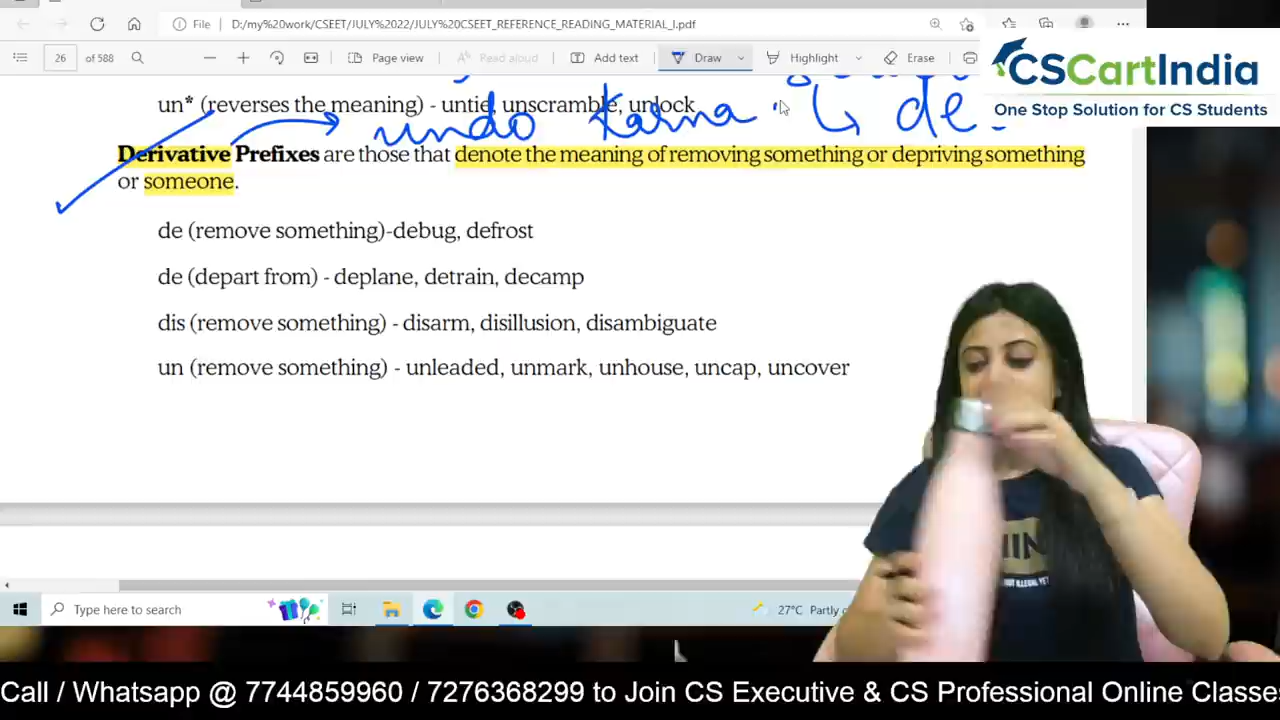 File D:/my%20work/CSEET/JULY%2022/JULY%20CSEET_REFERENCE_READING_MATERIAL_I.pdf
26 of 588 Page view Read aloud Add text Draw Highlight Erase
CSCartIndia
One Stop Solution for CS Students
un* (reverses the meaning) - untie, unscramble, unlock
undo karna de.
Derivative Prefixes are those that denote the meaning of removing something or depriving something
or someone.
de (remove something)-debug, defrost
de (depart from) - deplane, detrain, decamp
dis (remove something) - disarm, disillusion, disambiguate
un (remove something) - unleaded, unmark, unhouse, uncap, uncover
NOT ILLEGAL YET
Type here to search
27°C Partly
Call / Whatsapp @ 7744859960 / 7276368299 to Join CS Executive & CS Professional Online Classes